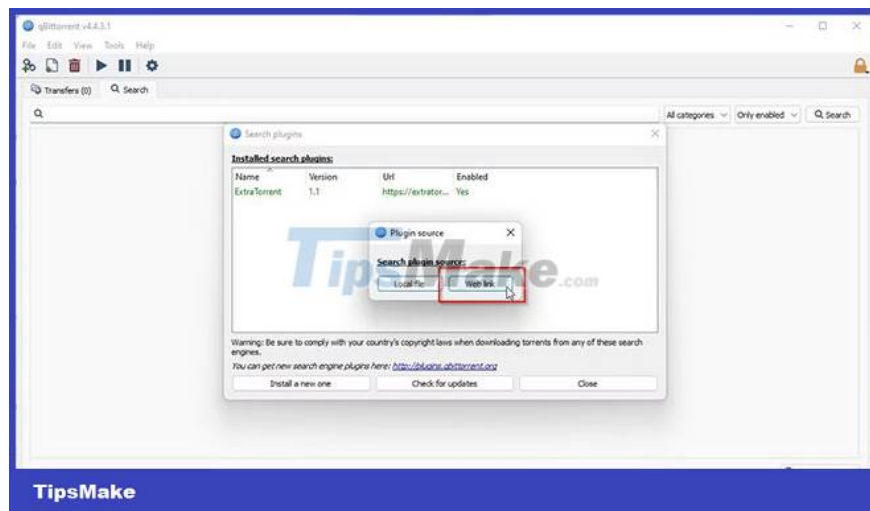 qBittorrent v4.4.3.1
File Edit View Tools Help
Transfers (0) Search
All categories Only enabled Search
Search plugins
Installed search plugins:
Name Version Url Enabled
ExtraTorrent 1.1 https://extrator... Yes
Plugin source
Search plugin source:
Local file Web link
TipsMake.com
Warning: Be sure to comply with your country's copyright laws when downloading torrents from any of these search
engines.
You can get new search engine plugins here: http://plugins.qbittorrent.org
Install a new one Check for updates Close
TipsMake